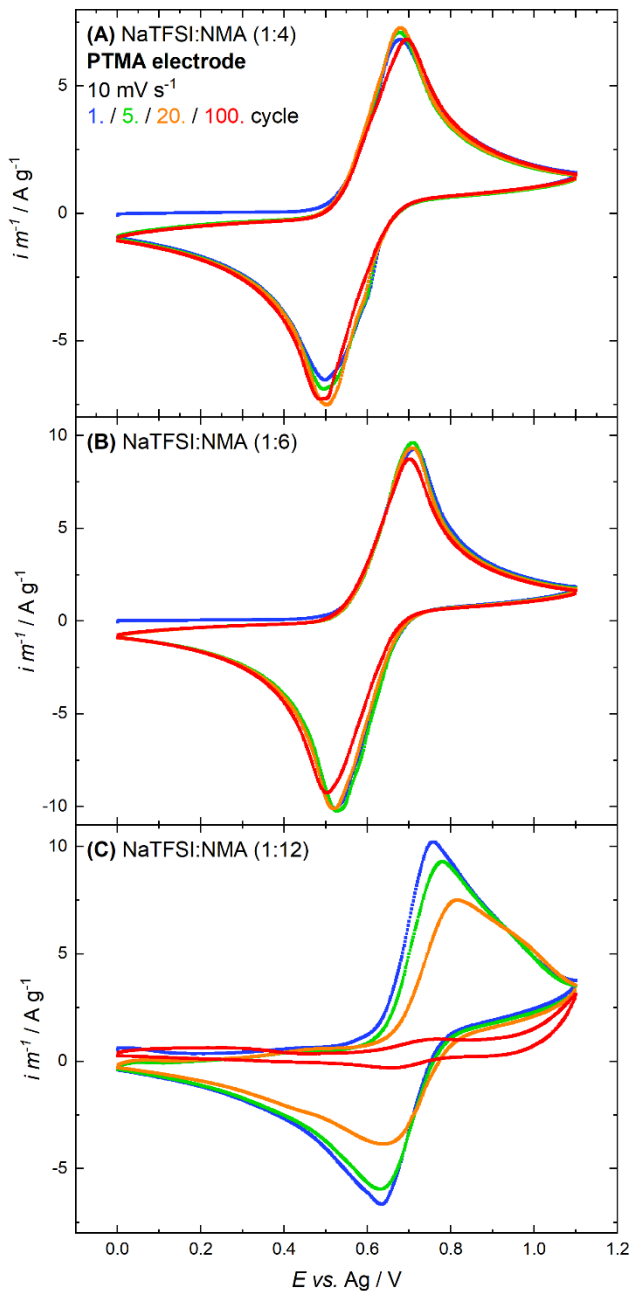 (A) NaTFSI:NMA (1:4)
PTMA electrode
10 mV s⁻¹
1. / 5. / 20. / 100. cycle
5
0
-5
i m⁻¹ / A g⁻¹
(B) NaTFSI:NMA (1:6)
10
5
0
-5
-10
i m⁻¹ / A g⁻¹
(C) NaTFSI:NMA (1:12)
10
5
0
-5
i m⁻¹ / A g⁻¹
0.0 0.2 0.4 0.6 0.8 1.0 1.2
E vs. Ag / V